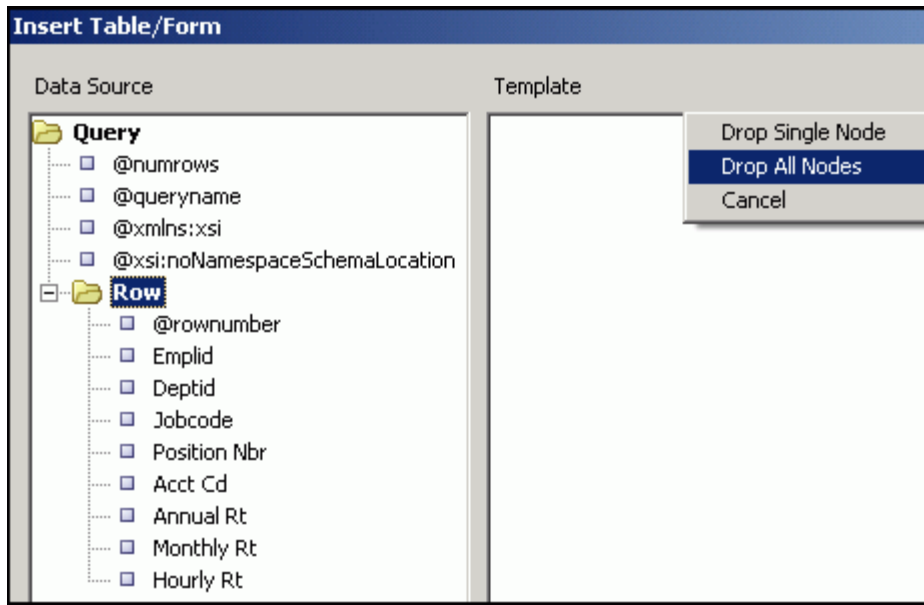 Insert Table/Form
Data Source
Template
Query
@numrows
@queryname
@xmlns:xsi
@xsi:noNamespaceSchemaLocation
Row
@rownumber
Emplid
Deptid
Jobcode
Position Nbr
Acct Cd
Annual Rt
Monthly Rt
Hourly Rt
Drop Single Node
Drop All Nodes
Cancel